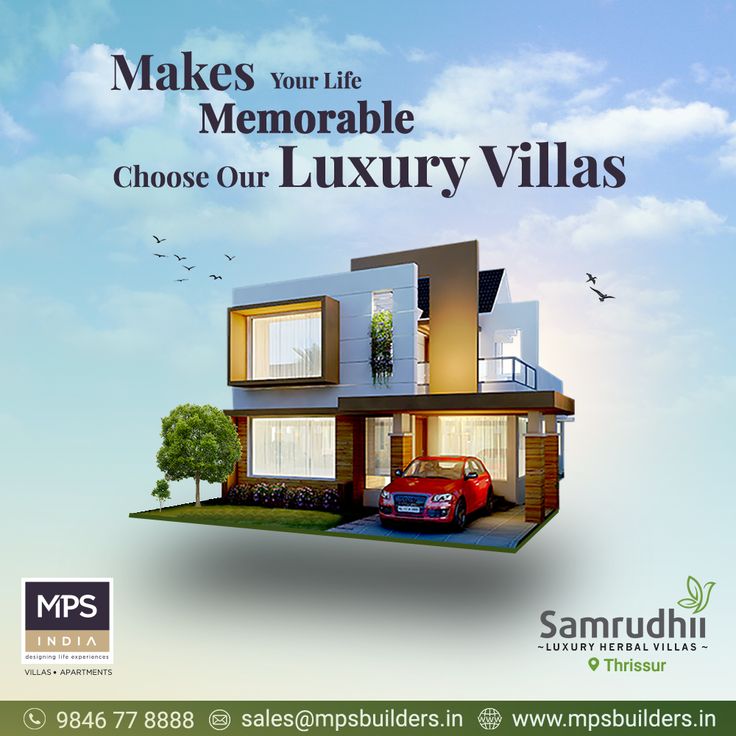 Makes Your Life
Memorable
Choose Our Luxury Villas
MPS
INDIA
designing life experiences
VILLAS • APARTMENTS
Samrudhii
~LUXURY HERBAL VILLAS~
Thrissur
9846 77 8888 sales@mpsbuilders.in www.mpsbuilders.in